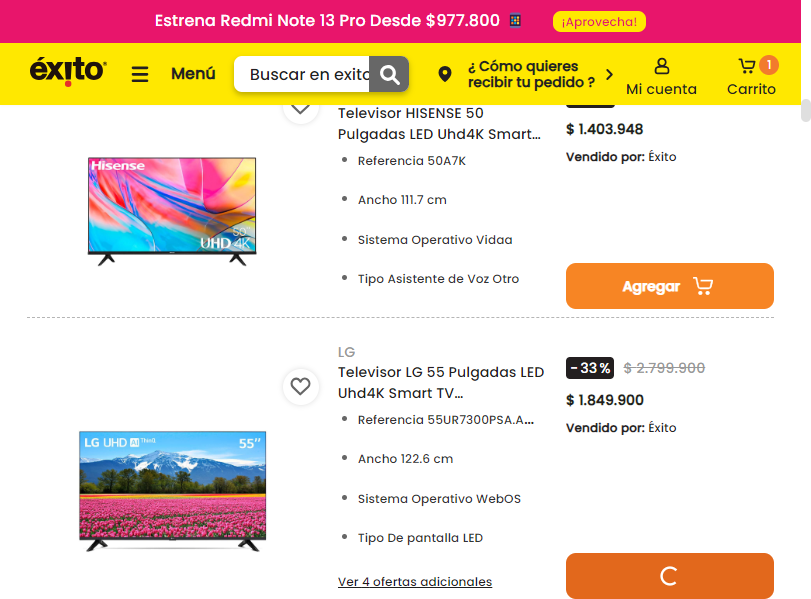 Estrena Redmi Note 13 Pro Desde $977.800
¡Aprovecha!
éxito
Menú
Buscar en exito
¿ Cómo quieres
recibir tu pedido ?
Mi cuenta
1
Carrito
Televisor HISENSE 50
Pulgadas LED Uhd4K Smart...
Referencia 50A7K
Ancho 111.7 cm
Sistema Operativo Vidaa
Tipo Asistente de Voz Otro
Hisense
50"
UHD 4K
$ 1.403.948
Vendido por: Éxito
Agregar
LG
Televisor LG 55 Pulgadas LED
Uhd4K Smart TV...
Referencia 55UR7300PSA.A...
Ancho 122.6 cm
Sistema Operativo WebOS
Tipo De pantalla LED
Ver 4 ofertas adicionales
LG UHD AI ThinQ
55"
-33% $ 2.799.900
$ 1.849.900
Vendido por: Éxito